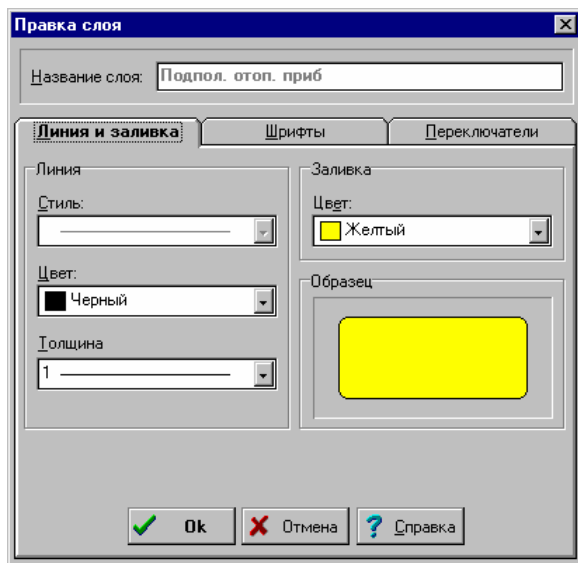 Правка слоя
Название слоя: Подпол. отоп. приб
Линия и заливка Шрифты Переключатели
Линия
Стиль:
Цвет:
Черный
Толщина
1
Заливка
Цвет:
Желтый
Образец
Ok Отмена Справка